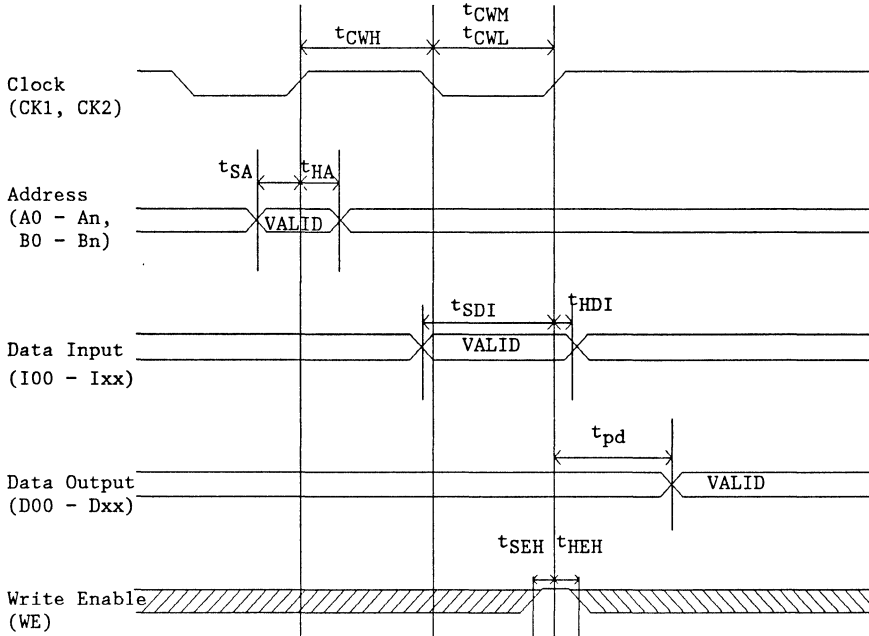 tCWM
tCWH tCWL
Clock
(CK1, CK2)
tSA tHA
Address
(A0 - An,
B0 - Bn)
VALID
tSDI tHDI
Data Input
(I00 - Ixx)
VALID
tpd
Data Output
(D00 - Dxx)
VALID
tSEH tHEH
Write Enable
(WE)